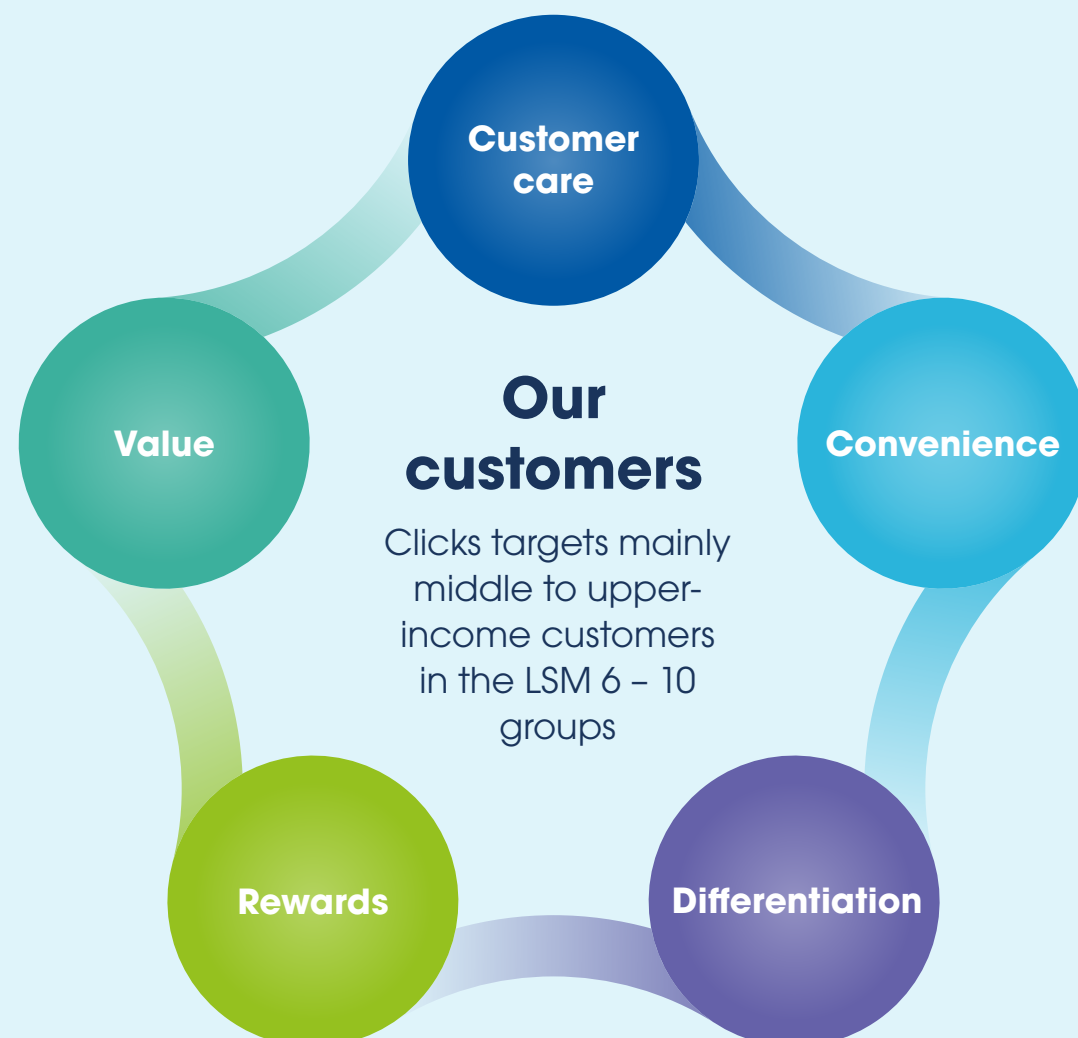 Customer
care
Value
Our
customers
Convenience
Clicks targets mainly
middle to upper-
income customers
in the LSM 6 – 10
groups
Rewards
Differentiation